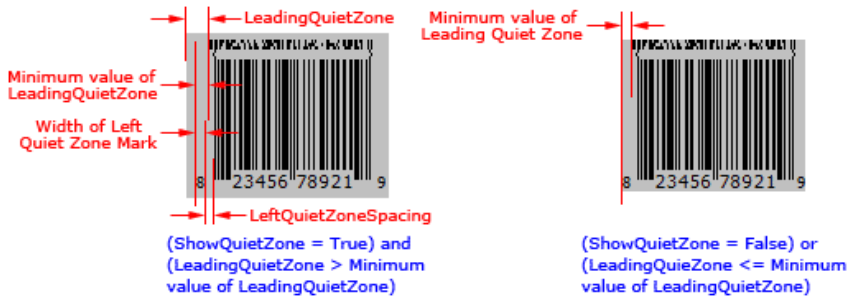 LeadingQuietZone
Minimum value of
LeadingQuietZone
Width of Left
Quiet Zone Mark
8 23456 78921 9
LeftQuietZoneSpacing
(ShowQuietZone = True) and
(LeadingQuietZone > Minimum
value of LeadingQuietZone)
Minimum value of
Leading Quiet Zone
8 23456 78921 9
(ShowQuietZone = False) or
(LeadingQuieZone <= Minimum
value of LeadingQuietZone)